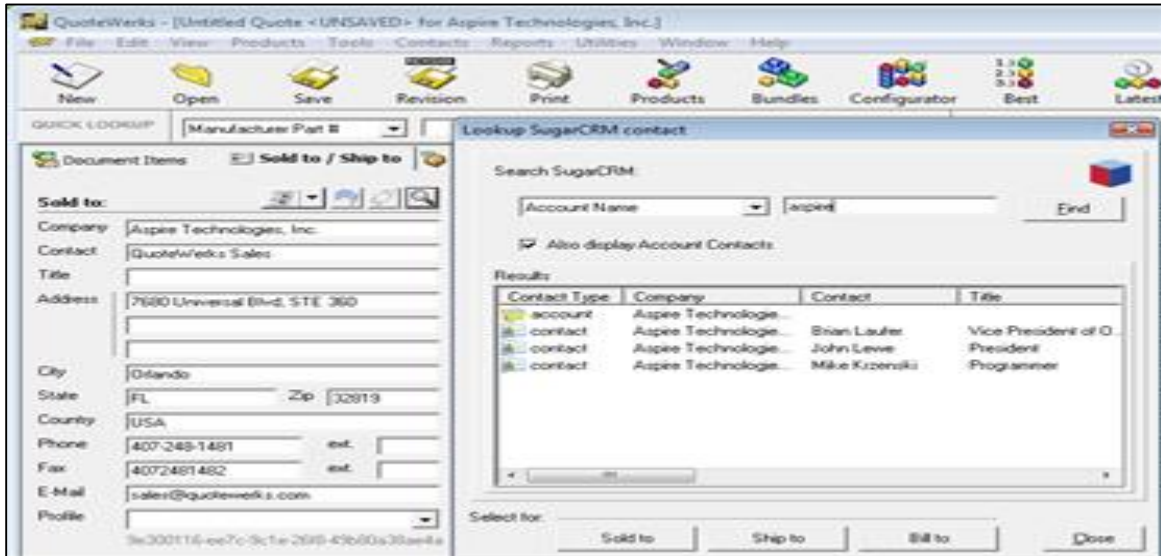 QuoteWerks - [Untitled Quote <UNSAVED> for Aspire Technologies, Inc.]
File Edit View Products Tools Contacts Reports Utilities Window Help
New Open Save Revision Print Products Bundles Configurator Best Latest
QUICK LOOKUP Manufacturer Part #
Document Items Sold to / Ship to
Sold to:
Company Aspire Technologies, Inc.
Contact QuoteWerks Sales
Title
Address 7680 Universal Blvd, STE 360
City Orlando
State FL Zip 32819
Country USA
Phone 407-248-1481 ext.
Fax 4072481482 ext.
E-Mail sales@quotewerks.com
Profile
Lookup SugarCRM contact
Search SugarCRM:
Account Name aspire Find
Also display Account Contacts
Results
Contact Type Company Contact Title
account Aspire Technologie...
contact Aspire Technologie... Brian Laufer Vice President of O...
contact Aspire Technologie... John Lewe President
contact Aspire Technologie... Mike Krzenski Programmer
Select for:
Sold to Ship to Bill to Close